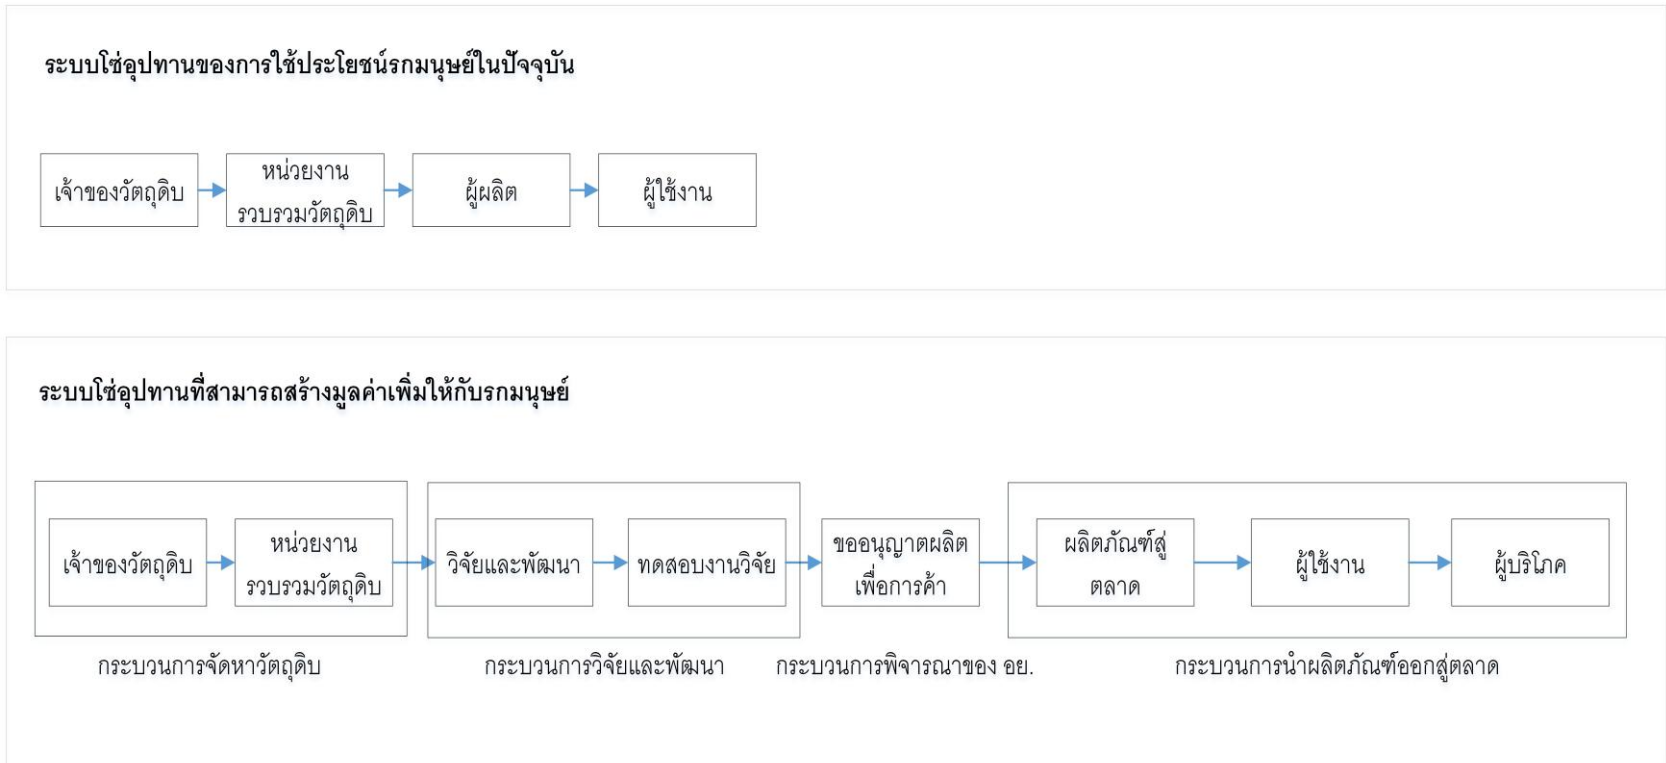 ระบบโซ่อุปทานของการใช้ประโยชน์รกมนุษย์ในปัจจุบัน
เจ้าของวัตถุดิบ
หน่วยงาน
รวบรวมวัตถุดิบ
ผู้ผลิต
ผู้ใช้งาน
ระบบโซ่อุปทานที่สามารถสร้างมูลค่าเพิ่มให้กับรกมนุษย์
เจ้าของวัตถุดิบ
หน่วยงาน
รวบรวมวัตถุดิบ
วิจัยและพัฒนา
ทดสอบงานวิจัย
ขออนุญาตผลิต
เพื่อการค้า
ผลิตภัณฑ์สู่
ตลาด
ผู้ใช้งาน
ผู้บริโภค
กระบวนการจัดหาวัตถุดิบ
กระบวนการวิจัยและพัฒนา
กระบวนการพิจารณาของ อย.
กระบวนการนำผลิตภัณฑ์ออกสู่ตลาด